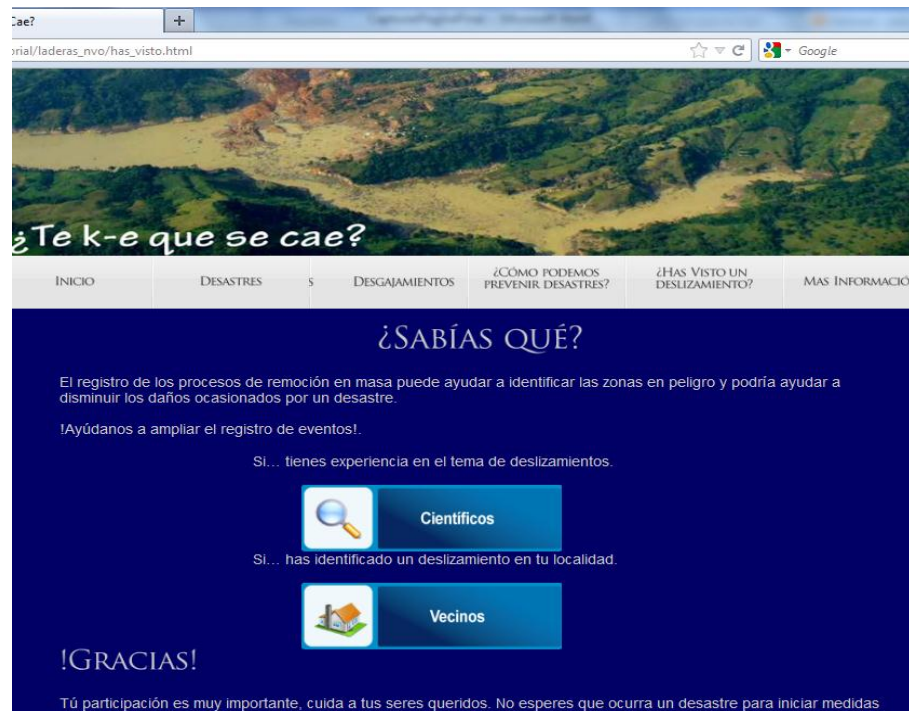 Cae?
orial/laderas_nvo/has_visto.html
Google
¿Te k-e que se cae?
INICIO
DESASTRES
S
DESGAJAMIENTOS
¿CÓMO PODEMOS
PREVENIR DESASTRES?
¿HAS VISTO UN
DESLIZAMIENTO?
MAS INFORMACIÓ
¿SABÍAS QUÉ?
El registro de los procesos de remoción en masa puede ayudar a identificar las zonas en peligro y podría ayudar a
disminuir los daños ocasionados por un desastre.
!Ayúdanos a ampliar el registro de eventos!.
Si... tienes experiencia en el tema de deslizamientos.
Científicos
Si... has identificado un deslizamiento en tu localidad.
Vecinos
!GRACIAS!
Tú participación es muy importante, cuida a tus seres queridos. No esperes que ocurra un desastre para iniciar medidas